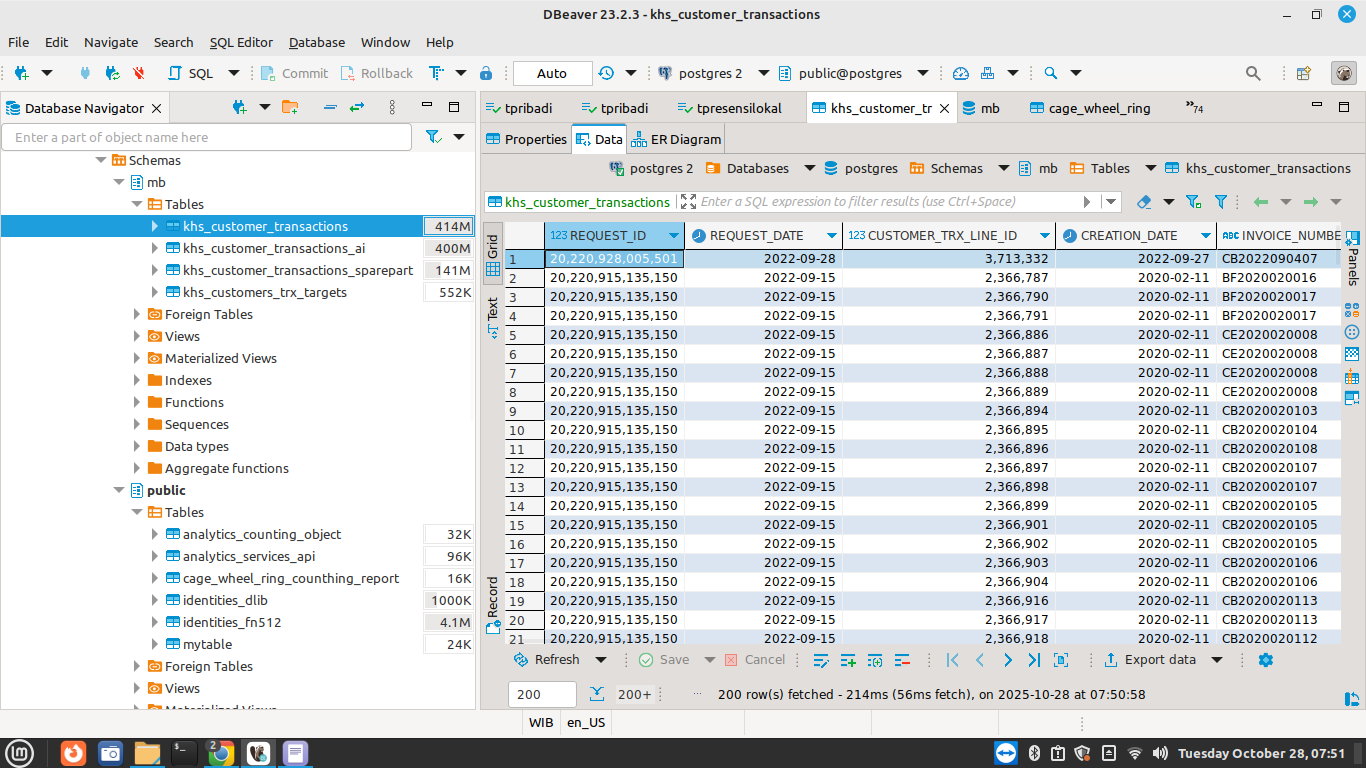 DBeaver 23.2.3 - khs_customer_transactions
File Edit Navigate Search SQL Editor Database Window Help
SQL Commit Rollback T Auto postgres 2 public@postgres
Database Navigator
tpribadi tpribadi tpresensilokal khs_customer_tr mb cage_wheel_ring »74
Enter a part of object name here
Properties Data ER Diagram
postgres 2 Databases postgres Schemas mb Tables khs_customer_transactions
khs_customer_transactions Enter a SQL expression to filter results (use Ctrl+Space)
Schemas
mb
Tables
khs_customer_transactions 414M
khs_customer_transactions_ai 400M
khs_customer_transactions_sparepart 141M
khs_customers_trx_targets 552K
Foreign Tables
Views
Materialized Views
Indexes
Functions
Sequences
Data types
Aggregate functions
public
Tables
analytics_counting_object 32K
analytics_services_api 96K
cage_wheel_ring_counthing_report 16K
identities_dlib 1000K
identities_fn512 4.1M
mytable 24K
Foreign Tables
Views
Materialized Views
Grid
Text
Record
123 REQUEST_ID REQUEST_DATE 123 CUSTOMER_TRX_LINE_ID CREATION_DATE ABC INVOICE_NUMBE
1 20,220,928,005,501 2022-09-28 3,713,332 2022-09-27 CB2022090407
2 20,220,915,135,150 2022-09-15 2,366,787 2020-02-11 BF2020020016
3 20,220,915,135,150 2022-09-15 2,366,790 2020-02-11 BF2020020017
4 20,220,915,135,150 2022-09-15 2,366,791 2020-02-11 BF2020020017
5 20,220,915,135,150 2022-09-15 2,366,886 2020-02-11 CE2020020008
6 20,220,915,135,150 2022-09-15 2,366,887 2020-02-11 CE2020020008
7 20,220,915,135,150 2022-09-15 2,366,888 2020-02-11 CE2020020008
8 20,220,915,135,150 2022-09-15 2,366,889 2020-02-11 CE2020020008
9 20,220,915,135,150 2022-09-15 2,366,894 2020-02-11 CB2020020103
10 20,220,915,135,150 2022-09-15 2,366,895 2020-02-11 CB2020020104
11 20,220,915,135,150 2022-09-15 2,366,896 2020-02-11 CB2020020108
12 20,220,915,135,150 2022-09-15 2,366,897 2020-02-11 CB2020020107
13 20,220,915,135,150 2022-09-15 2,366,898 2020-02-11 CB2020020107
14 20,220,915,135,150 2022-09-15 2,366,899 2020-02-11 CB2020020105
15 20,220,915,135,150 2022-09-15 2,366,901 2020-02-11 CB2020020105
16 20,220,915,135,150 2022-09-15 2,366,902 2020-02-11 CB2020020105
17 20,220,915,135,150 2022-09-15 2,366,903 2020-02-11 CB2020020106
18 20,220,915,135,150 2022-09-15 2,366,904 2020-02-11 CB2020020106
19 20,220,915,135,150 2022-09-15 2,366,916 2020-02-11 CB2020020113
20 20,220,915,135,150 2022-09-15 2,366,917 2020-02-11 CB2020020113
21 20,220,915,135,150 2022-09-15 2,366,918 2020-02-11 CB2020020112
Panels
Refresh Save Cancel Export data
200 200+ ... 200 row(s) fetched - 214ms (56ms fetch), on 2025-10-28 at 07:50:58
WIB en_US
2 Tuesday October 28, 07:51